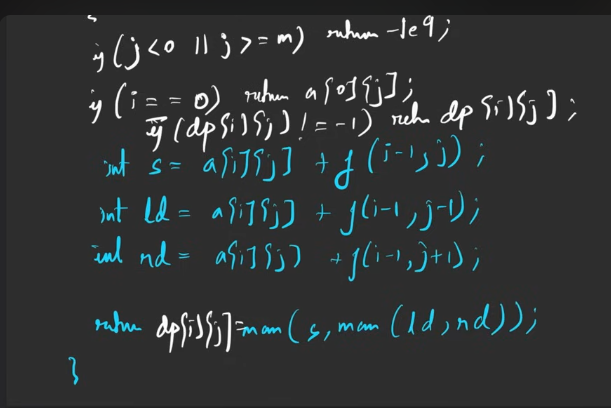 if (j<0 || j>=m) return -1e9;
if (i == 0) return a[0][j];
if (dp[i][j] != -1) return dp[i][j];
int s = a[i][j] + f(i-1, j);
int ld = a[i][j] + f(i-1, j-1);
int rd = a[i][j] + f(i-1, j+1);
return dp[i][j] = max(s, max(ld, rd));
}